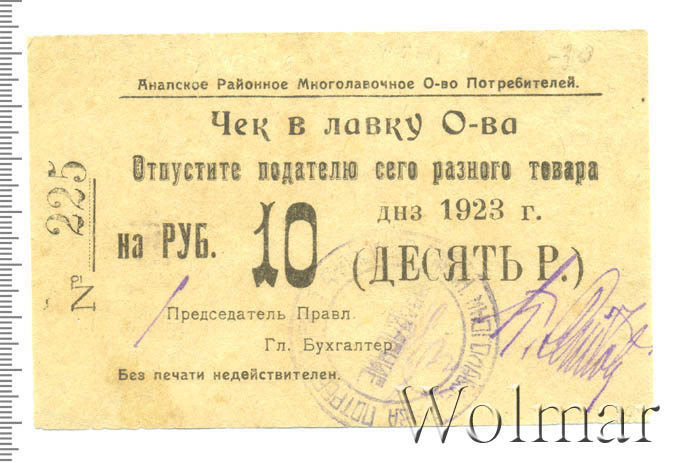 Анапское Районное Многолавочное О-во Потребителей.
Чек в лавку О-ва
Отпустите подателю сего разного товара
на РУБ. 10 днз 1923 г.
(ДЕСЯТЬ Р.)
№ 225
Председатель Правл.
Гл. Бухгалтер
Без печати недействителен.
Wolmar